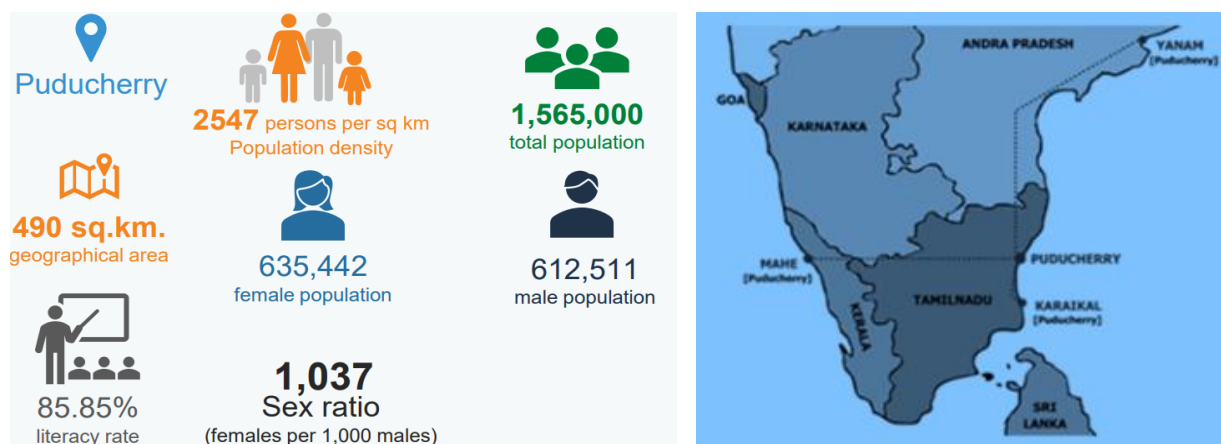 Puducherry
2547 persons per sq km
Population density
1,565,000
total population
490 sq.km.
geographical area
635,442
female population
612,511
male population
85.85%
literacy rate
1,037
Sex ratio
(females per 1,000 males)
ANDRA PRADESH
YANAM
[Puducherry]
GOA
KARNATAKA
MAHE
[Puducherry]
PUDUCHERRY
TAMILNADU
KARAIKAL
[Puducherry]
KERALA
SRI
LANKA